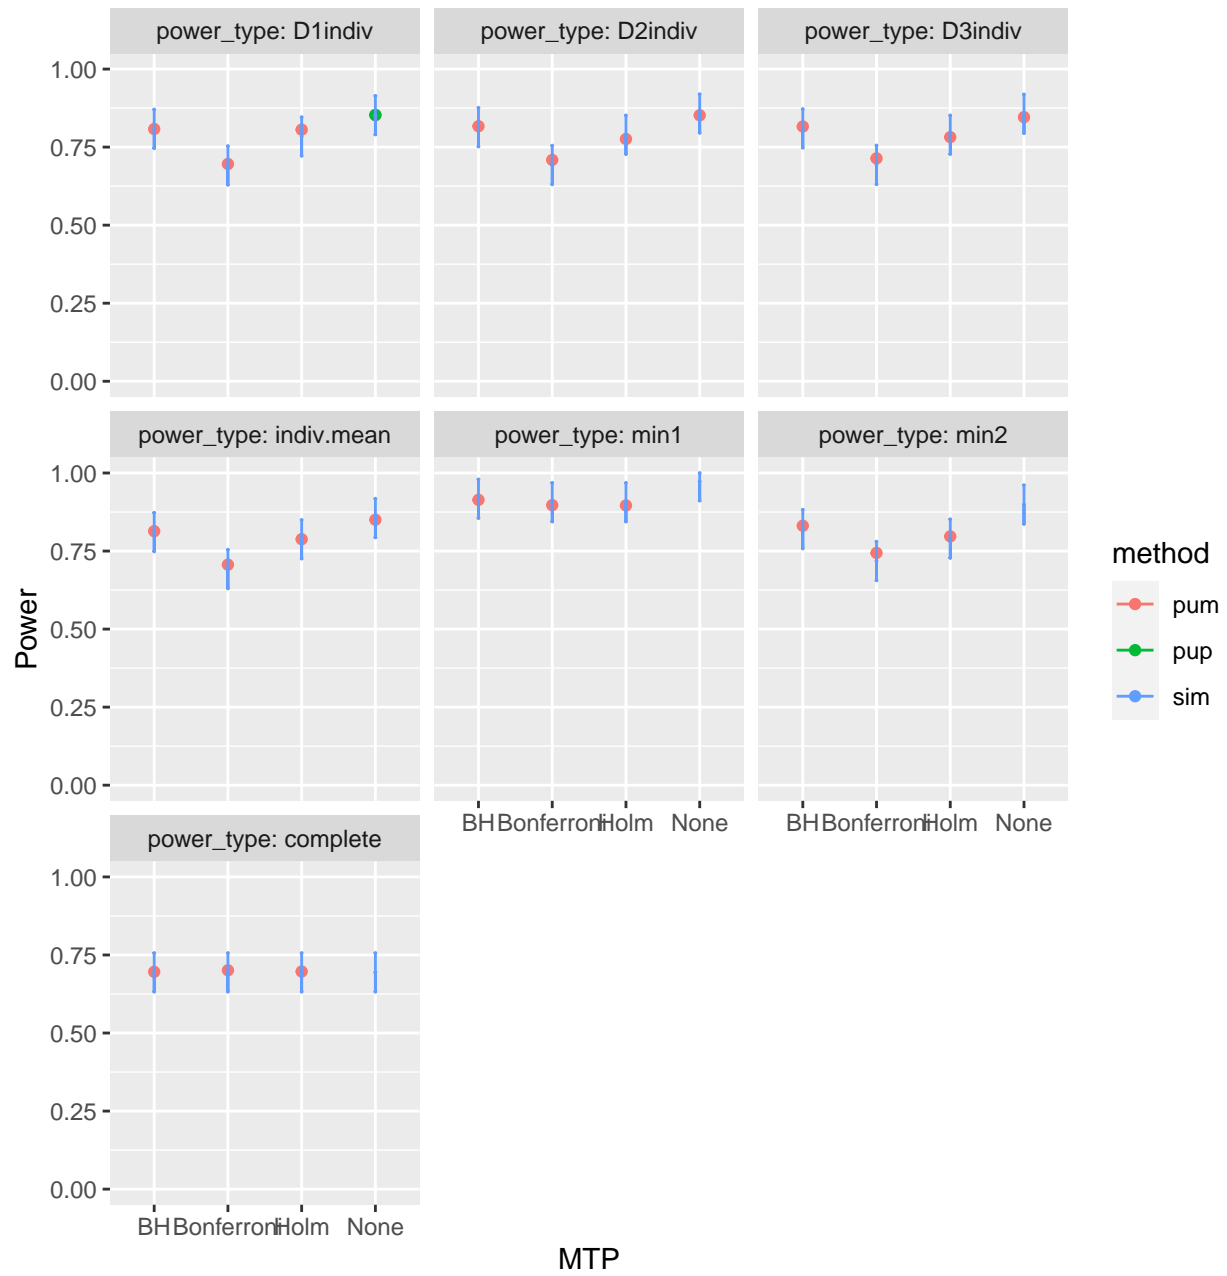 power_type: D1indiv
power_type: D2indiv
power_type: D3indiv
1.00
0.75
0.50
0.25
0.00
power_type: indiv.mean
power_type: min1
power_type: min2
1.00
0.75
0.50
0.25
0.00
BH Bonferroni Holm None
BH Bonferroni Holm None
power_type: complete
1.00
0.75
0.50
0.25
0.00
BH Bonferroni Holm None
MTP
Power
method
pum
pup
sim